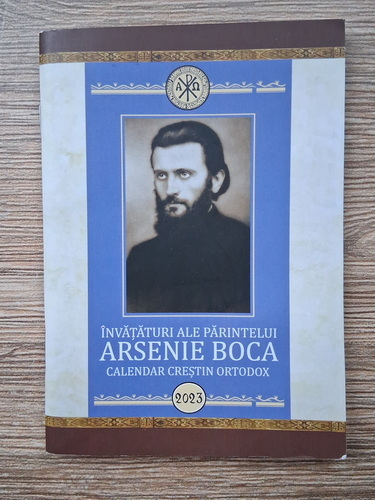 Α Ω
ÎNVĂȚĂTURI ALE PĂRINTELUI
ARSENIE BOCA
CALENDAR CREȘTIN ORTODOX
2023